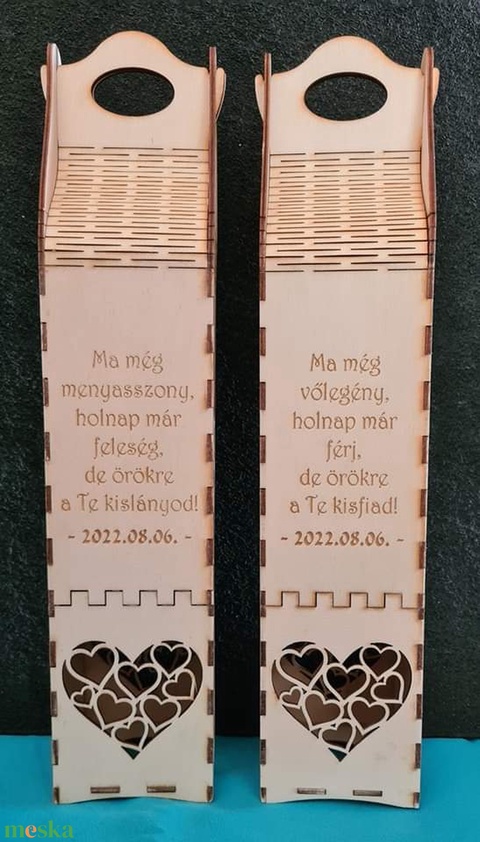 Ma még
menyasszony,
holnap már
feleség,
de örökre
a Te kislányod!
- 2022.08.06. -
Ma még
vőlegény,
holnap már
férj,
de örökre
a Te kisfiad!
- 2022.08.06. -
meska